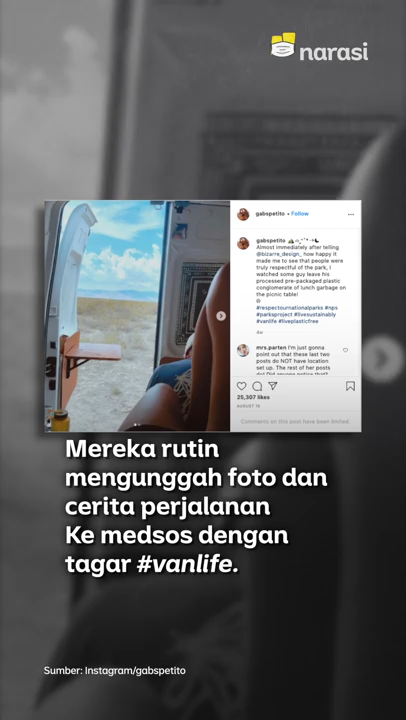 narasi
gabspetito • Follow
gabspetito
Almost immediately after telling
@bizarre_design_ how happy it
made me to see that people were
truly respectful of the park, I
watched some guy leave his
processed pre-packaged plastic
conglomerate of lunch garbage on
the picnic table!
#respectournationalparks #nps
#parksproject #livesustainably
#vanlife #liveplasticfree
4w
mrs.parten I'm just gonna
point out that these last two
posts do NOT have location
set up. The rest of her posts
25,307 likes
AUGUST 19
Comments on this post have been limited.
Mereka rutin
mengunggah foto dan
cerita perjalanan
Ke medsos dengan
tagar #vanlife.
Sumber: Instagram/gabspetito